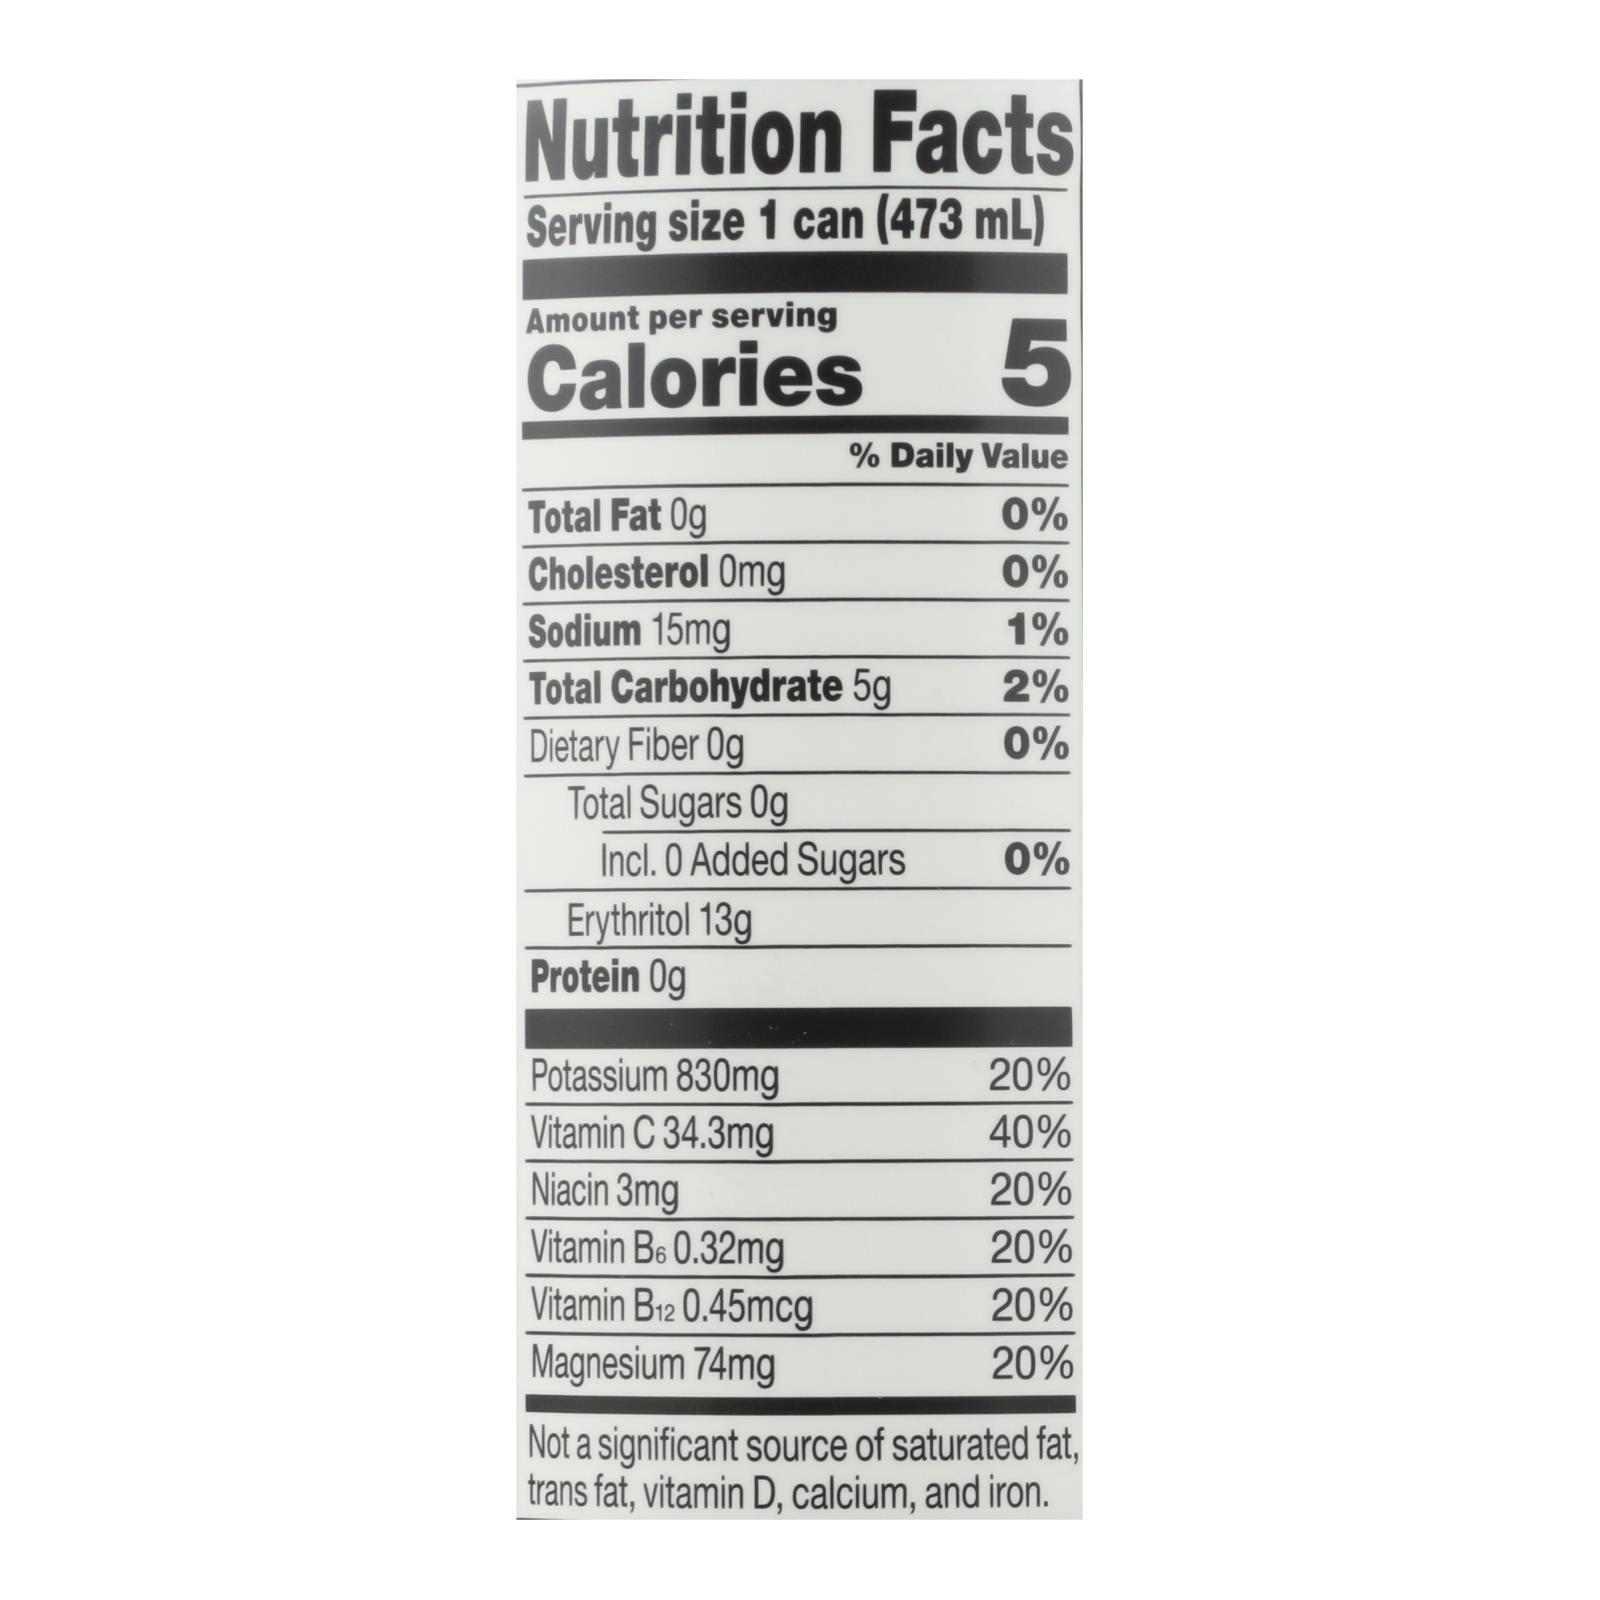 Nutrition Facts
Serving size 1 can (473 mL)
Amount per serving
Calories 5
% Daily Value
Total Fat 0g 0%
Cholesterol 0mg 0%
Sodium 15mg 1%
Total Carbohydrate 5g 2%
Dietary Fiber 0g 0%
Total Sugars 0g
Incl. 0 Added Sugars 0%
Erythritol 13g
Protein 0g
Potassium 830mg 20%
Vitamin C 34.3mg 40%
Niacin 3mg 20%
Vitamin B6 0.32mg 20%
Vitamin B12 0.45mcg 20%
Magnesium 74mg 20%
Not a significant source of saturated fat,
trans fat, vitamin D, calcium, and iron.